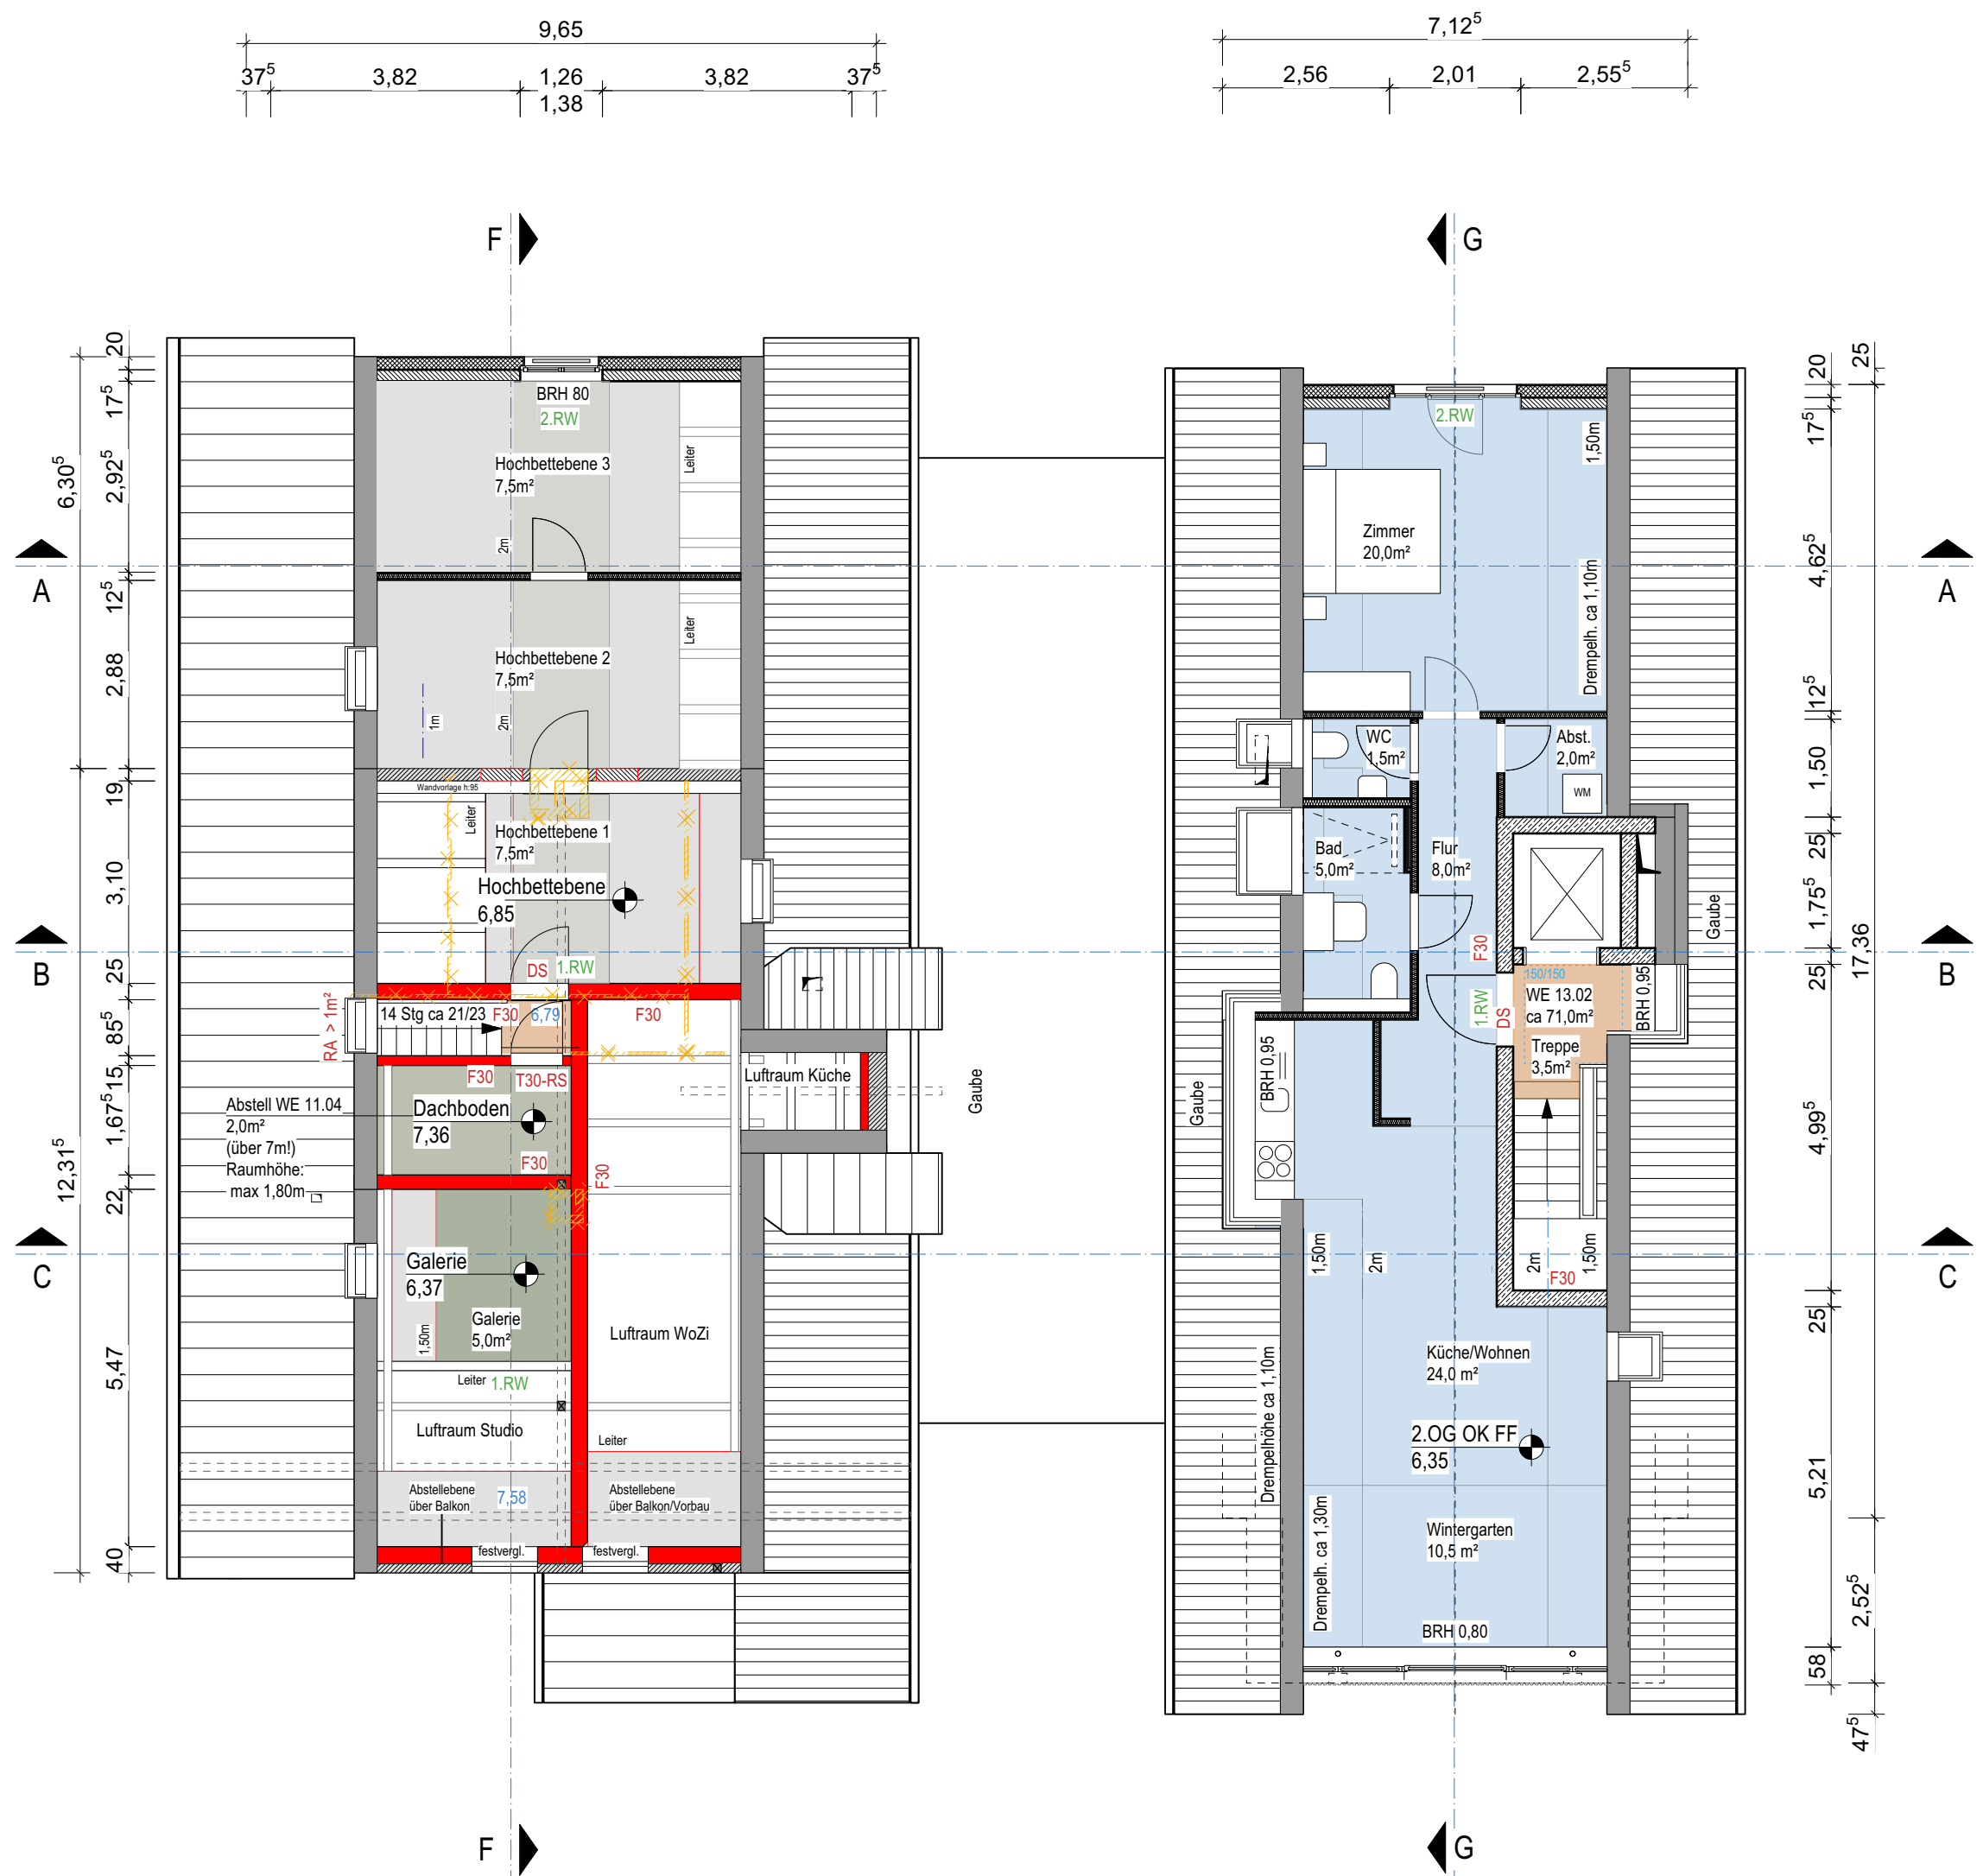 9,65
37⁵ 3,82 1,26 3,82 37⁵
1,38
7,12⁵
2,56 2,01 2,55⁵
F
G
20
17⁵
2,92⁵
6,30⁵
12⁵
2,88
19
3,10
25
85⁵
15
1,67⁵
22
12,31⁵
5,47
40
A
B
C
BRH 80
2.RW
Hochbettebene 3
7,5m²
Leiter
2m
Hochbettebene 2
7,5m²
Leiter
1m
2m
Wandvorlage h:95
Leiter
Hochbettebene 1
7,5m²
Hochbettebene
6,85
DS 1.RW
RA > 1m²
14 Stg ca 21/23 F30 6,79 F30
F30 T30-RS
Luftraum Küche
Gaube
Abstell WE 11.04
2,0m²
(über 7m!)
Raumhöhe:
max 1,80m
Dachboden
7,36
F30
F30
Galerie
6,37
Galerie
5,0m²
1,50m
Luftraum WoZi
Leiter 1.RW
Luftraum Studio
Leiter
Abstellebene
über Balkon
7,58
Abstellebene
über Balkon/Vorbau
festvergl. festvergl.
F
2.RW
1,50m
Zimmer
20,0m²
Drempelh. ca 1,10m
WC
1,5m²
Abst.
2,0m²
WM
Bad
5,0m²
Flur
8,0m²
Gaube
F30
150/150
1.RW
DS
WE 13.02
ca 71,0m²
BRH 0,95
Treppe
3,5m²
BRH 0,95
Gaube
1,50m
2m
2m
1,50m
F30
Küche/Wohnen
24,0 m²
Drempelhöhe ca 1,10m
2.OG OK FF
6,35
Drempelh. ca 1,30m
Wintergarten
10,5 m²
BRH 0,80
G
20
25
17⁵
4,62⁵
12⁵
1,50
25
1,75⁵
17,36
25
4,99⁵
25
5,21
2,52⁵
58
47⁵
A
B
C